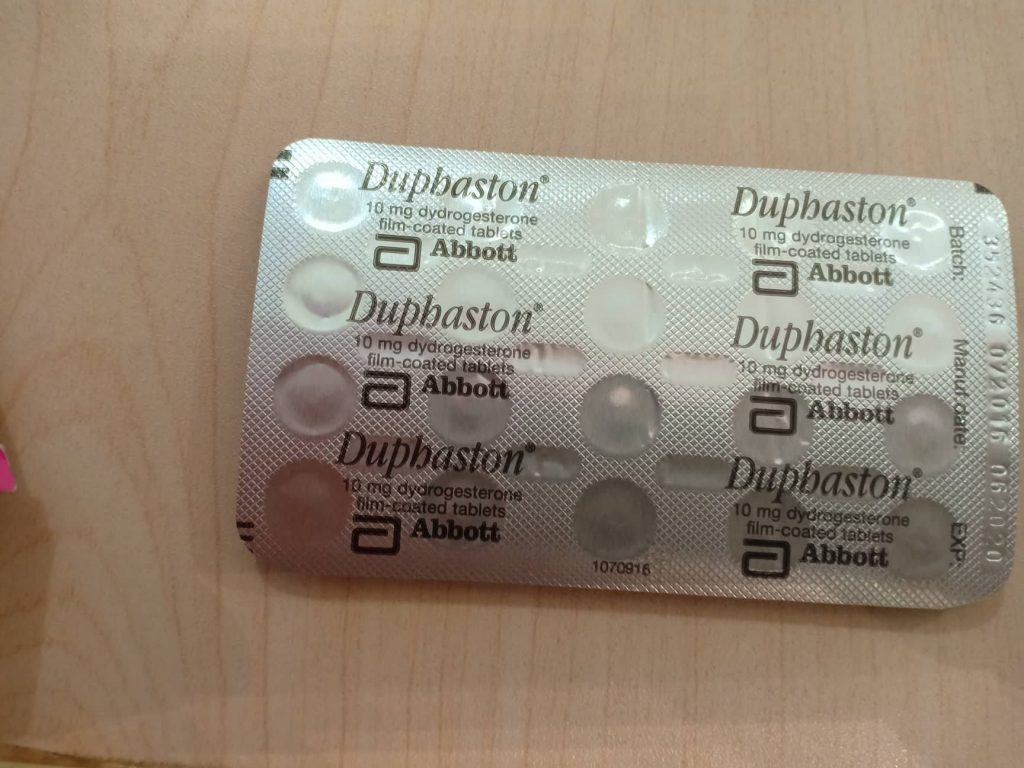 Duphaston®
10 mg dydrogesterone
film-coated tablets
Abbott
Duphaston®
10 mg dydrogesterone
film-coated tablets
Abbott
Duphaston®
10 mg dydrogesterone
film-coated tablets
Abbott
Duphaston®
10 mg dydrogesterone
film-coated tablets
Abbott
Duphaston®
10 mg dydrogesterone
film-coated tablets
Abbott
Duphaston®
10 mg dydrogesterone
film-coated tablets
Abbott
1070916
Batch: Manuf. date: EXP.
352436 072016 062020